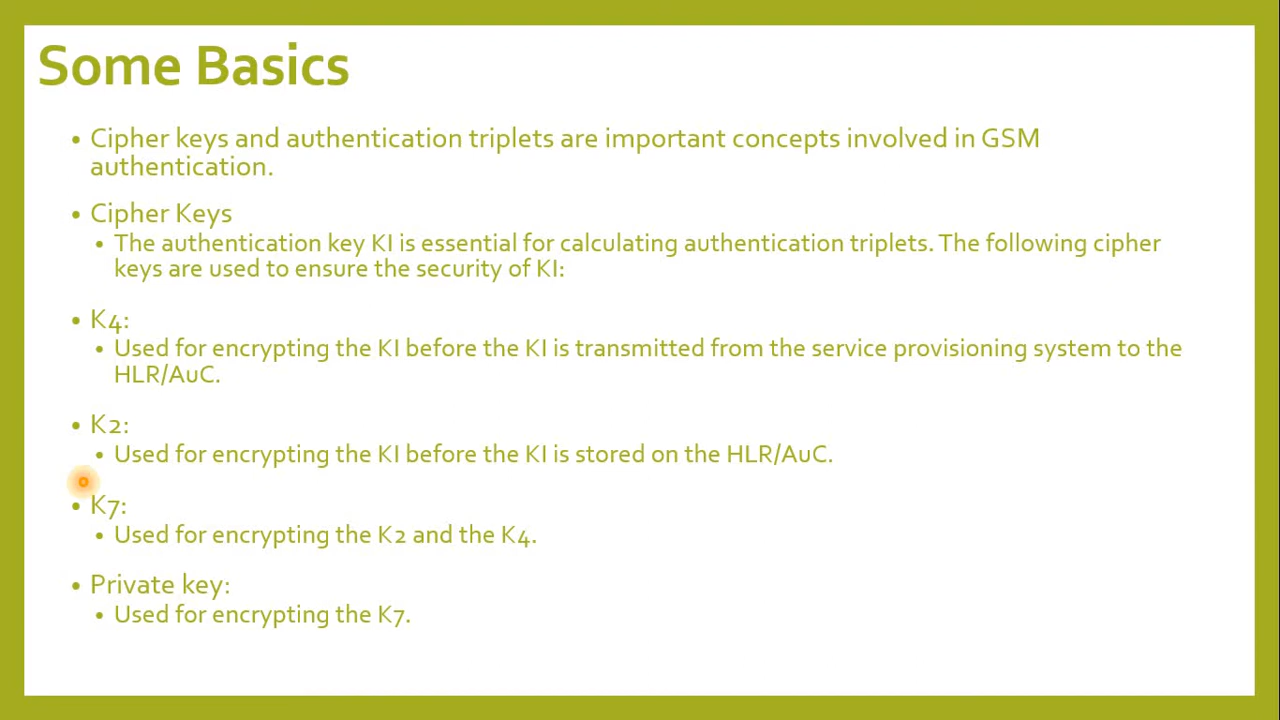 Some Basics
• Cipher keys and authentication triplets are important concepts involved in GSM
authentication.
• Cipher Keys
• The authentication key KI is essential for calculating authentication triplets. The following cipher
keys are used to ensure the security of KI:
• K4:
• Used for encrypting the KI before the KI is transmitted from the service provisioning system to the
HLR/AuC.
• K2:
• Used for encrypting the KI before the KI is stored on the HLR/AuC.
• K7:
• Used for encrypting the K2 and the K4.
• Private key:
• Used for encrypting the K7.